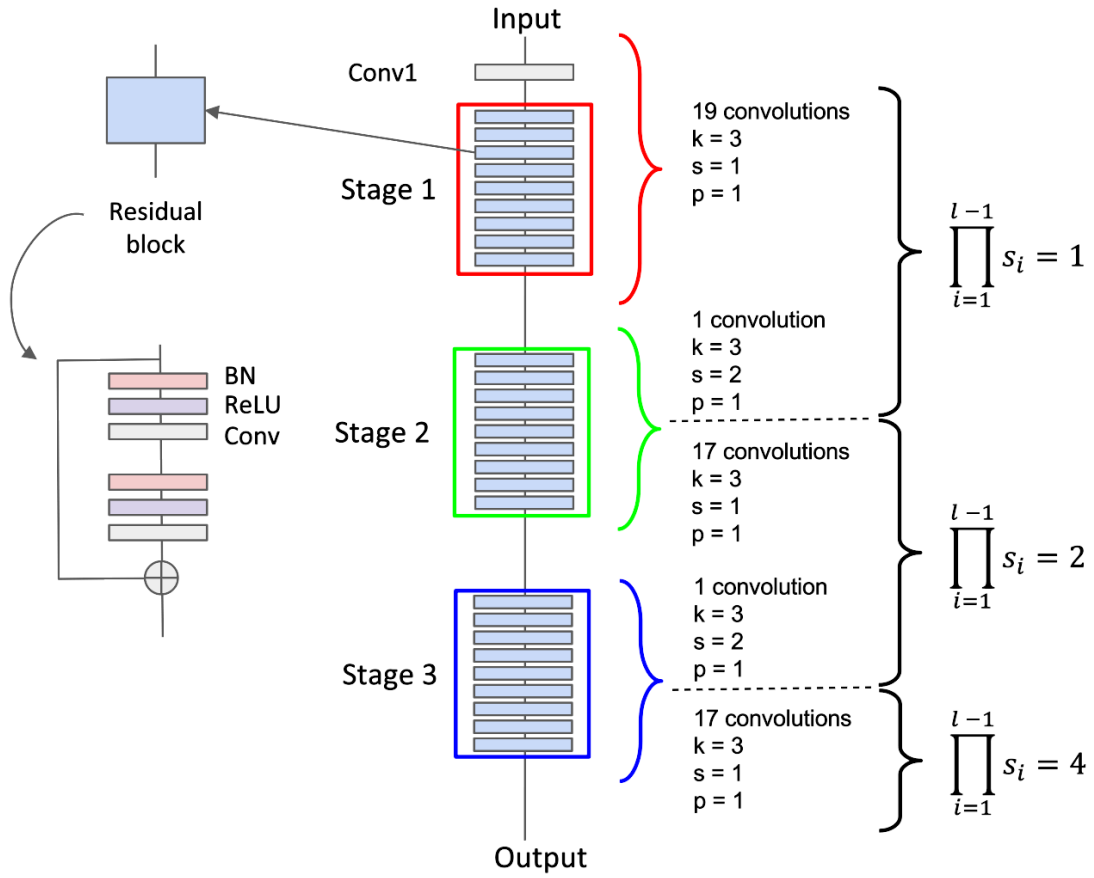 Input
Conv1
Stage 1
Residual
block
BN
ReLU
Conv
Stage 2
Stage 3
Output
19 convolutions
k = 3
s = 1
p = 1
1 convolution
k = 3
s = 2
p = 1
17 convolutions
k = 3
s = 1
p = 1
1 convolution
k = 3
s = 2
p = 1
17 convolutions
k = 3
s = 1
p = 1
l − 1
∏ s_i = 1
i=1
l − 1
∏ s_i = 2
i=1
l − 1
∏ s_i = 4
i=1